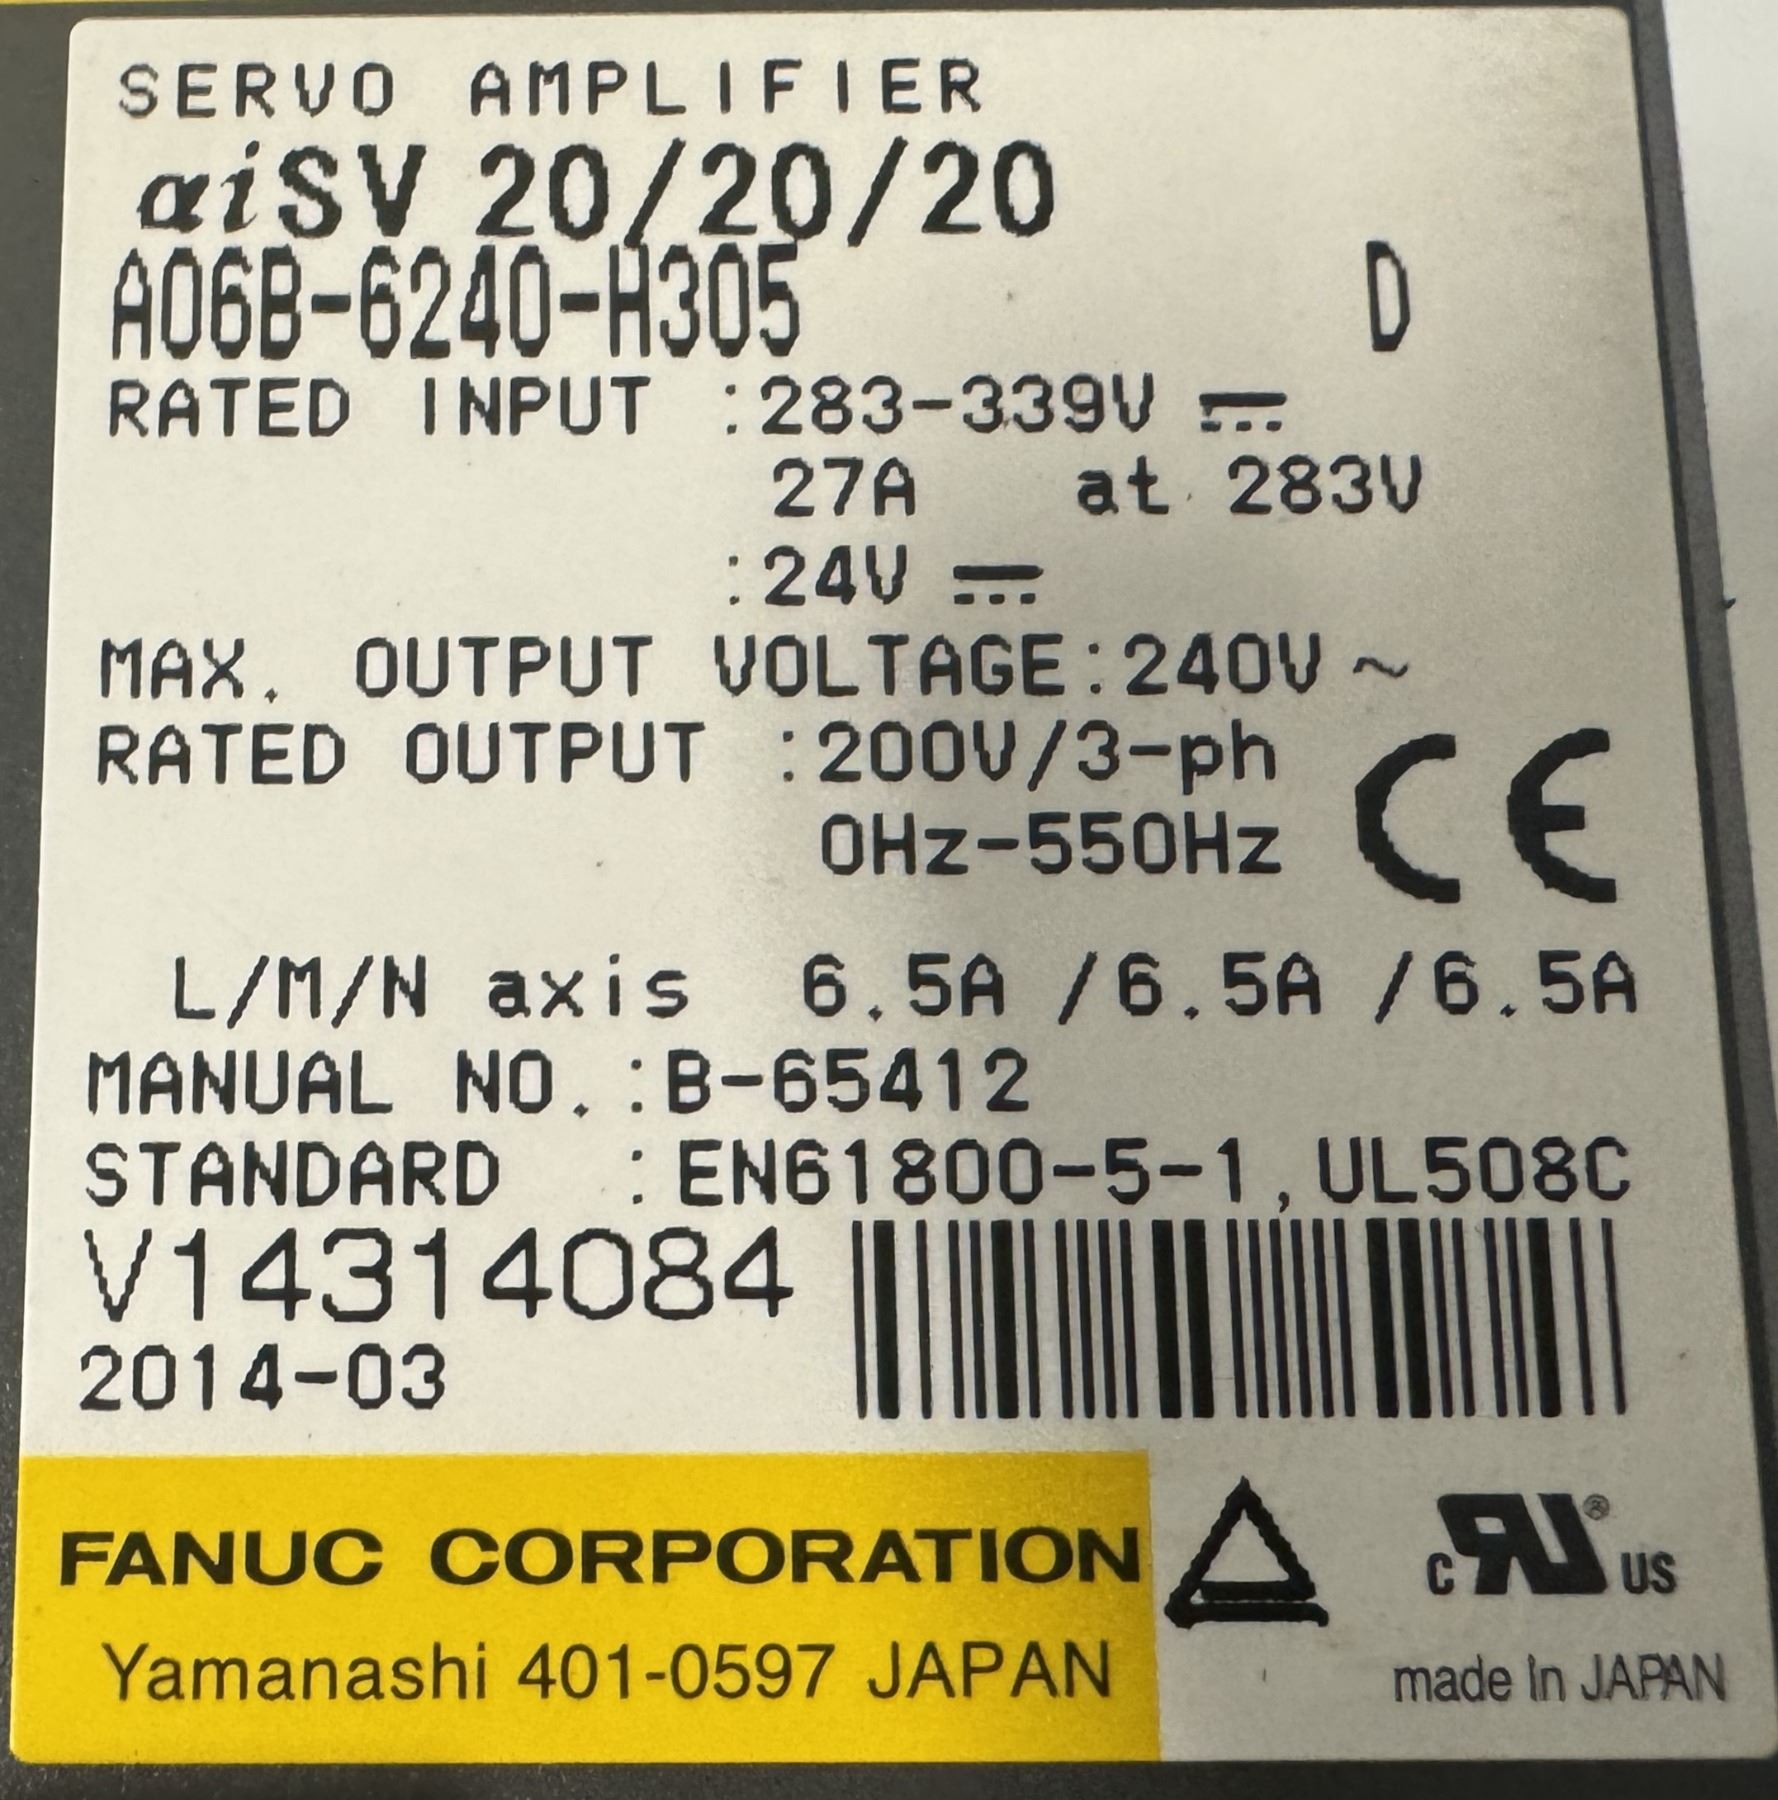 SERVO AMPLIFIER
αiSV 20/20/20
A06B-6240-H305 D
RATED INPUT :283-339V ⎓
27A at 283V
:24V ⎓
MAX. OUTPUT VOLTAGE:240V~
RATED OUTPUT :200V/3-ph
0Hz-550Hz
CE
L/M/N axis 6.5A /6.5A /6.5A
MANUAL NO.:B-65412
STANDARD :EN61800-5-1,UL508C
V14314084
2014-03
FANUC CORPORATION
Yamanashi 401-0597 JAPAN
c RU ® US
made In JAPAN